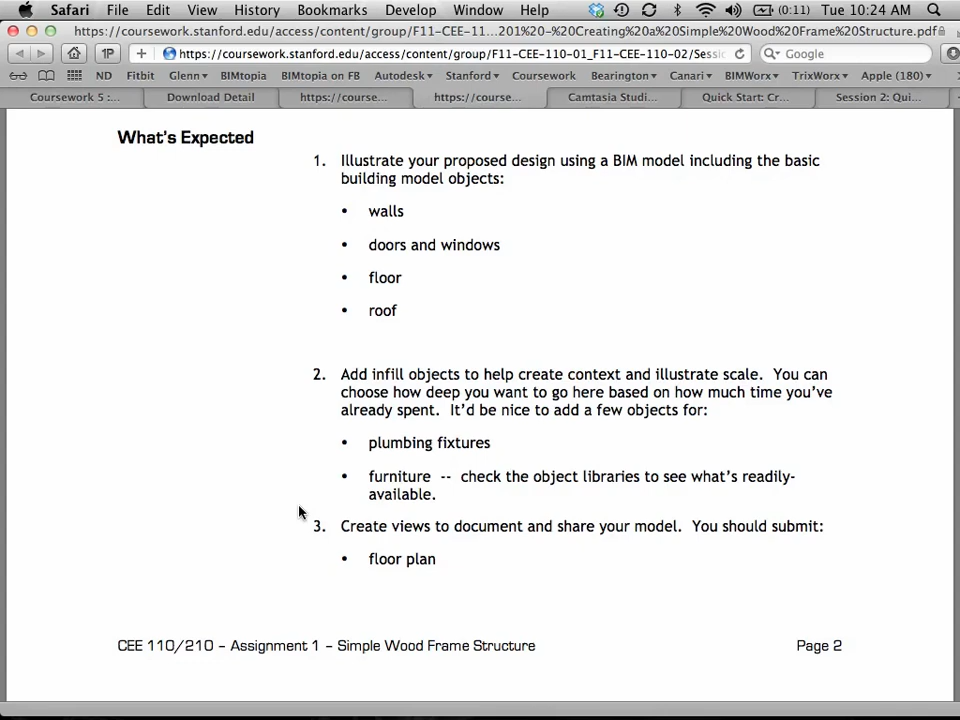 Safari File Edit View History Bookmarks Develop Window Help (0:11) Tue 10:24 AM
https://coursework.stanford.edu/access/content/group/F11-CEE-11...201%20-%20Creating%20a%20Simple%20Wood%20Frame%20Structure.pdf
1P + https://coursework.stanford.edu/access/content/group/F11-CEE-110-01_F11-CEE-110-02/Sessi Google
ND Fitbit Glenn BIMtopia BIMtopia on FB Autodesk Stanford Coursework Bearington Canari BIMWorx TrixWorx Apple (180)
Coursework 5 :... Download Detail https://course... https://course... Camtasia Studi... Quick Start: Cr... Session 2: Qui...
What's Expected
1. Illustrate your proposed design using a BIM model including the basic
building model objects:
• walls
• doors and windows
• floor
• roof
2. Add infill objects to help create context and illustrate scale. You can
choose how deep you want to go here based on how much time you've
already spent. It'd be nice to add a few objects for:
• plumbing fixtures
• furniture -- check the object libraries to see what's readily-
available.
3. Create views to document and share your model. You should submit:
• floor plan
CEE 110/210 – Assignment 1 – Simple Wood Frame Structure Page 2